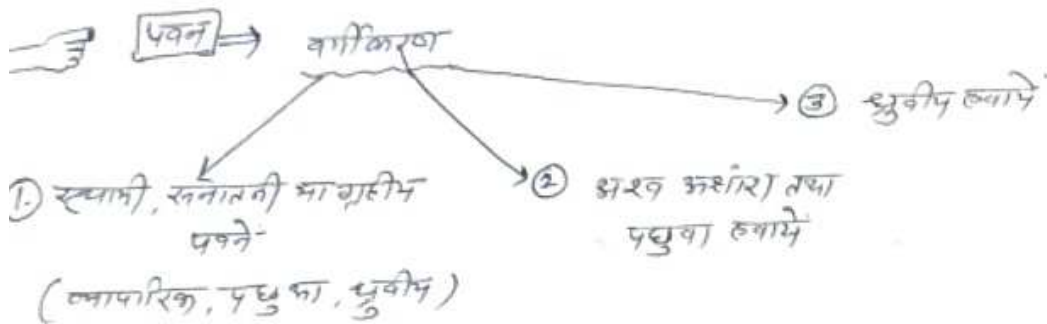 पवन ⇒ वर्गीकरण
③ ध्रुवीय हवायें
① स्थायी, सनातनी या ग्रहीय
पवनें
(व्यापारिक, पछुआ, ध्रुवीय)
② अश्व अक्षांश तथा
पछुवा हवायें